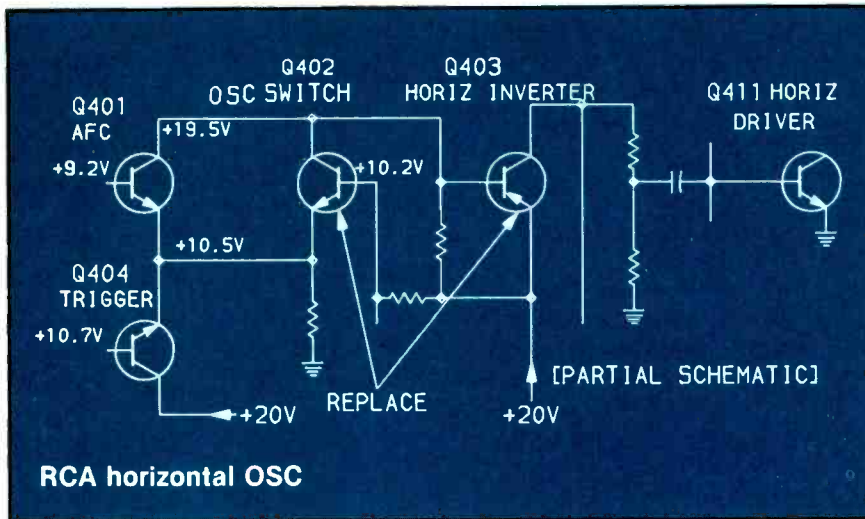 Q402
OSC SWITCH
Q403
HORIZ INVERTER
Q411 HORIZ
DRIVER
Q401
AFC
+19.5V
+9.2V
+10.2V
+10.5V
Q404
TRIGGER
+10.7V
REPLACE
[PARTIAL SCHEMATIC]
+20V
+20V
RCA horizontal OSC